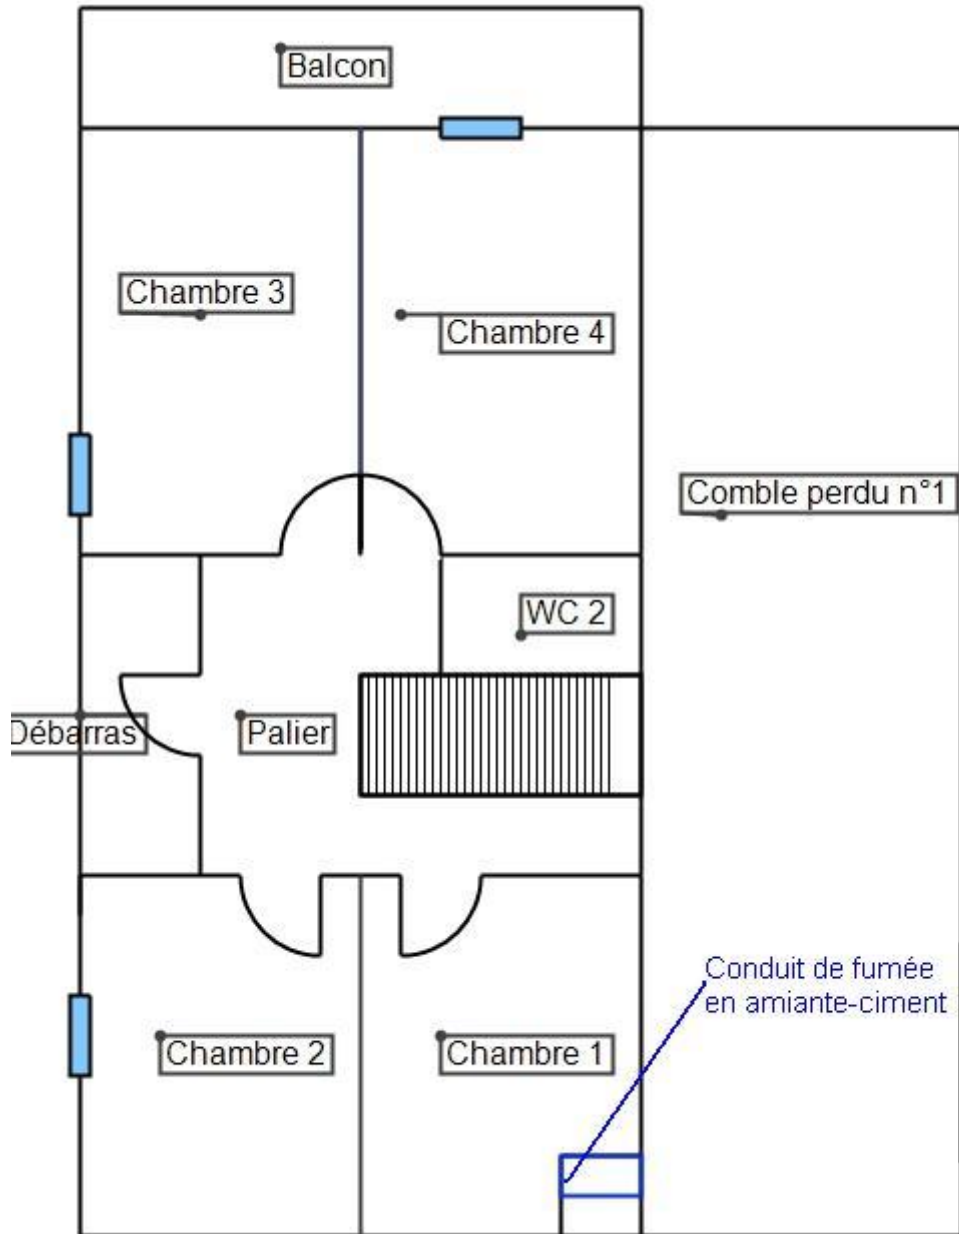 Balcon
Chambre 3
Chambre 4
Comble perdu n°1
WC 2
Débarras
Palier
Conduit de fumée
en amiante-ciment
Chambre 2
Chambre 1